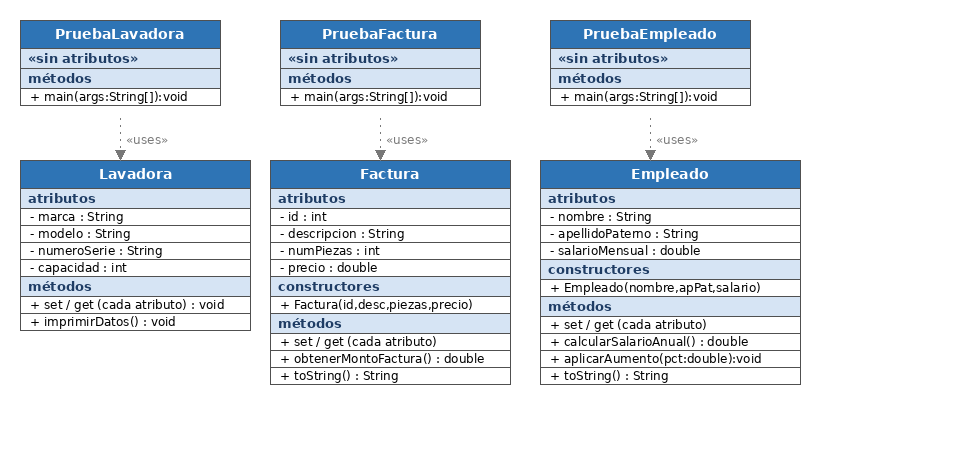 PruebaLavadora
«sin atributos»
métodos
+ main(args:String[]):void
PruebaFactura
«sin atributos»
métodos
+ main(args:String[]):void
PruebaEmpleado
«sin atributos»
métodos
+ main(args:String[]):void
«uses»
«uses»
«uses»
Lavadora
atributos
- marca : String
- modelo : String
- numeroSerie : String
- capacidad : int
métodos
+ set / get (cada atributo) : void
+ imprimirDatos() : void
Factura
atributos
- id : int
- descripcion : String
- numPiezas : int
- precio : double
constructores
+ Factura(id,desc,piezas,precio)
métodos
+ set / get (cada atributo)
+ obtenerMontoFactura() : double
+ toString() : String
Empleado
atributos
- nombre : String
- apellidoPaterno : String
- salarioMensual : double
constructores
+ Empleado(nombre,apPat,salario)
métodos
+ set / get (cada atributo)
+ calcularSalarioAnual() : double
+ aplicarAumento(pct:double):void
+ toString() : String